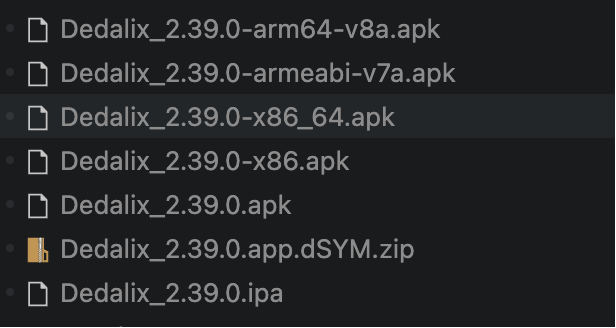 Dedalix_2.39.0-arm64-v8a.apk
Dedalix_2.39.0-armeabi-v7a.apk
Dedalix_2.39.0-x86_64.apk
Dedalix_2.39.0-x86.apk
Dedalix_2.39.0.apk
Dedalix_2.39.0.app.dSYM.zip
Dedalix_2.39.0.ipa